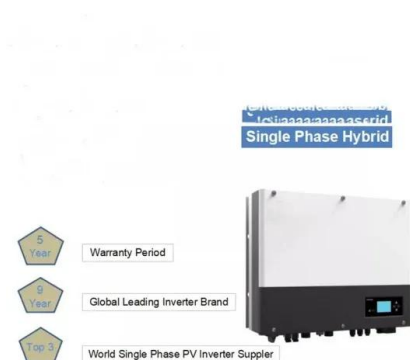 Single Phase Hybrid
5
Year
Warranty Period
9
Year
Global Leading Inverter Brand
Top 3
World Single Phase PV Inverter Suppler